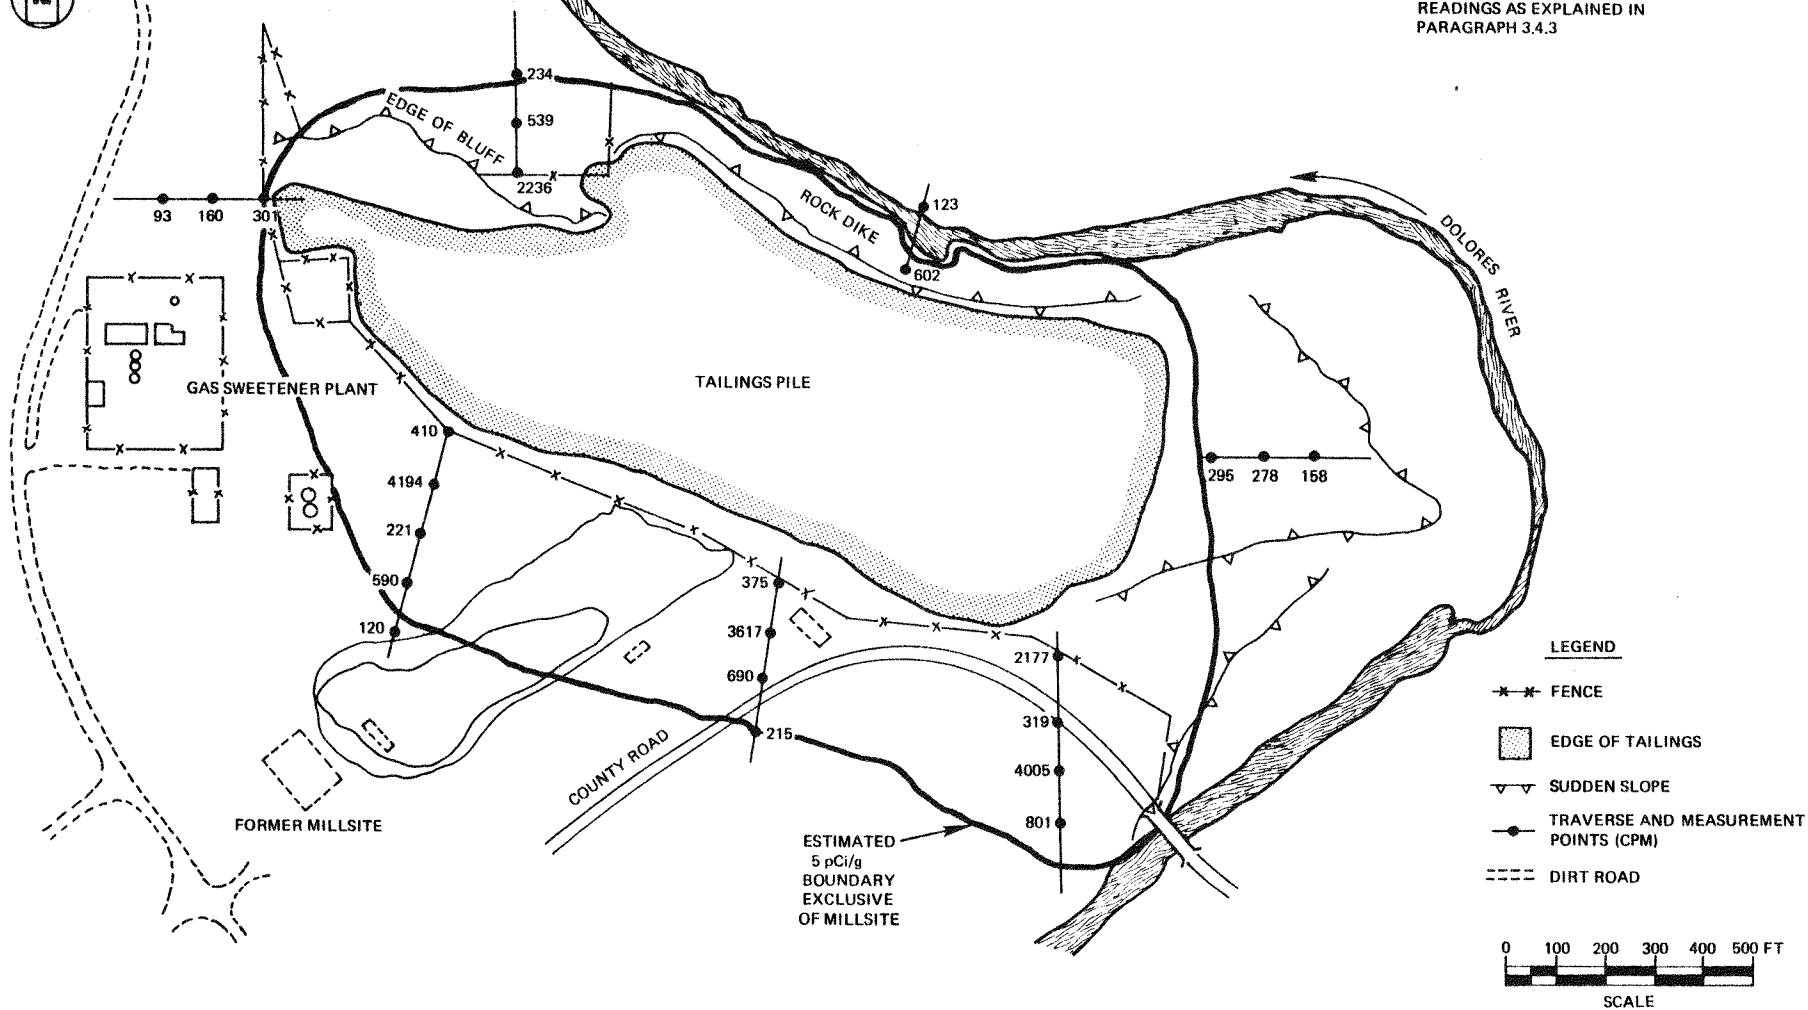 READINGS AS EXPLAINED IN
PARAGRAPH 3.4.3
234
EDGE OF BLUFF
539
2236
93
160
301
ROCK DIKE
123
602
DOLORES RIVER
GAS SWEETENER PLANT
TAILINGS PILE
410
4194
221
590
120
295
278
158
375
3617
690
215
2177
319
4005
801
COUNTY ROAD
FORMER MILLSITE
ESTIMATED
5 pCi/g
BOUNDARY
EXCLUSIVE
OF MILLSITE
LEGEND
FENCE
EDGE OF TAILINGS
SUDDEN SLOPE
TRAVERSE AND MEASUREMENT
POINTS (CPM)
DIRT ROAD
0 100 200 300 400 500 FT
SCALE